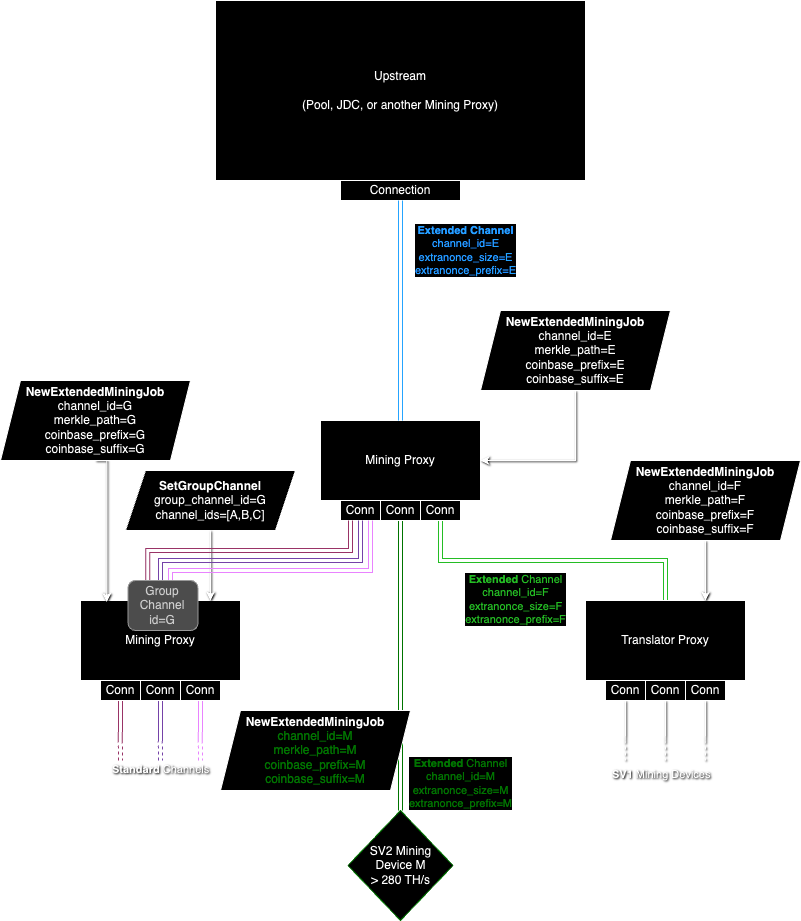 Upstream
(Pool, JDC, or another Mining Proxy)
Connection
Extended Channel
channel_id=E
extranonce_size=E
extranonce_prefix=E
NewExtendedMiningJob
channel_id=E
merkle_path=E
coinbase_prefix=E
coinbase_suffix=E
NewExtendedMiningJob
channel_id=G
merkle_path=G
coinbase_prefix=G
coinbase_suffix=G
Mining Proxy
Conn
Conn
Conn
SetGroupChannel
group_channel_id=G
channel_ids=[A,B,C]
NewExtendedMiningJob
channel_id=F
merkle_path=F
coinbase_prefix=F
coinbase_suffix=F
Group
Channel
id=G
Mining Proxy
Conn
Conn
Conn
Standard Channels
Extended Channel
channel_id=F
extranonce_size=F
extranonce_prefix=F
Translator Proxy
Conn
Conn
Conn
SV1 Mining Devices
NewExtendedMiningJob
channel_id=M
merkle_path=M
coinbase_prefix=M
coinbase_suffix=M
Extended Channel
channel_id=M
extranonce_size=M
extranonce_prefix=M
SV2 Mining
Device M
> 280 TH/s